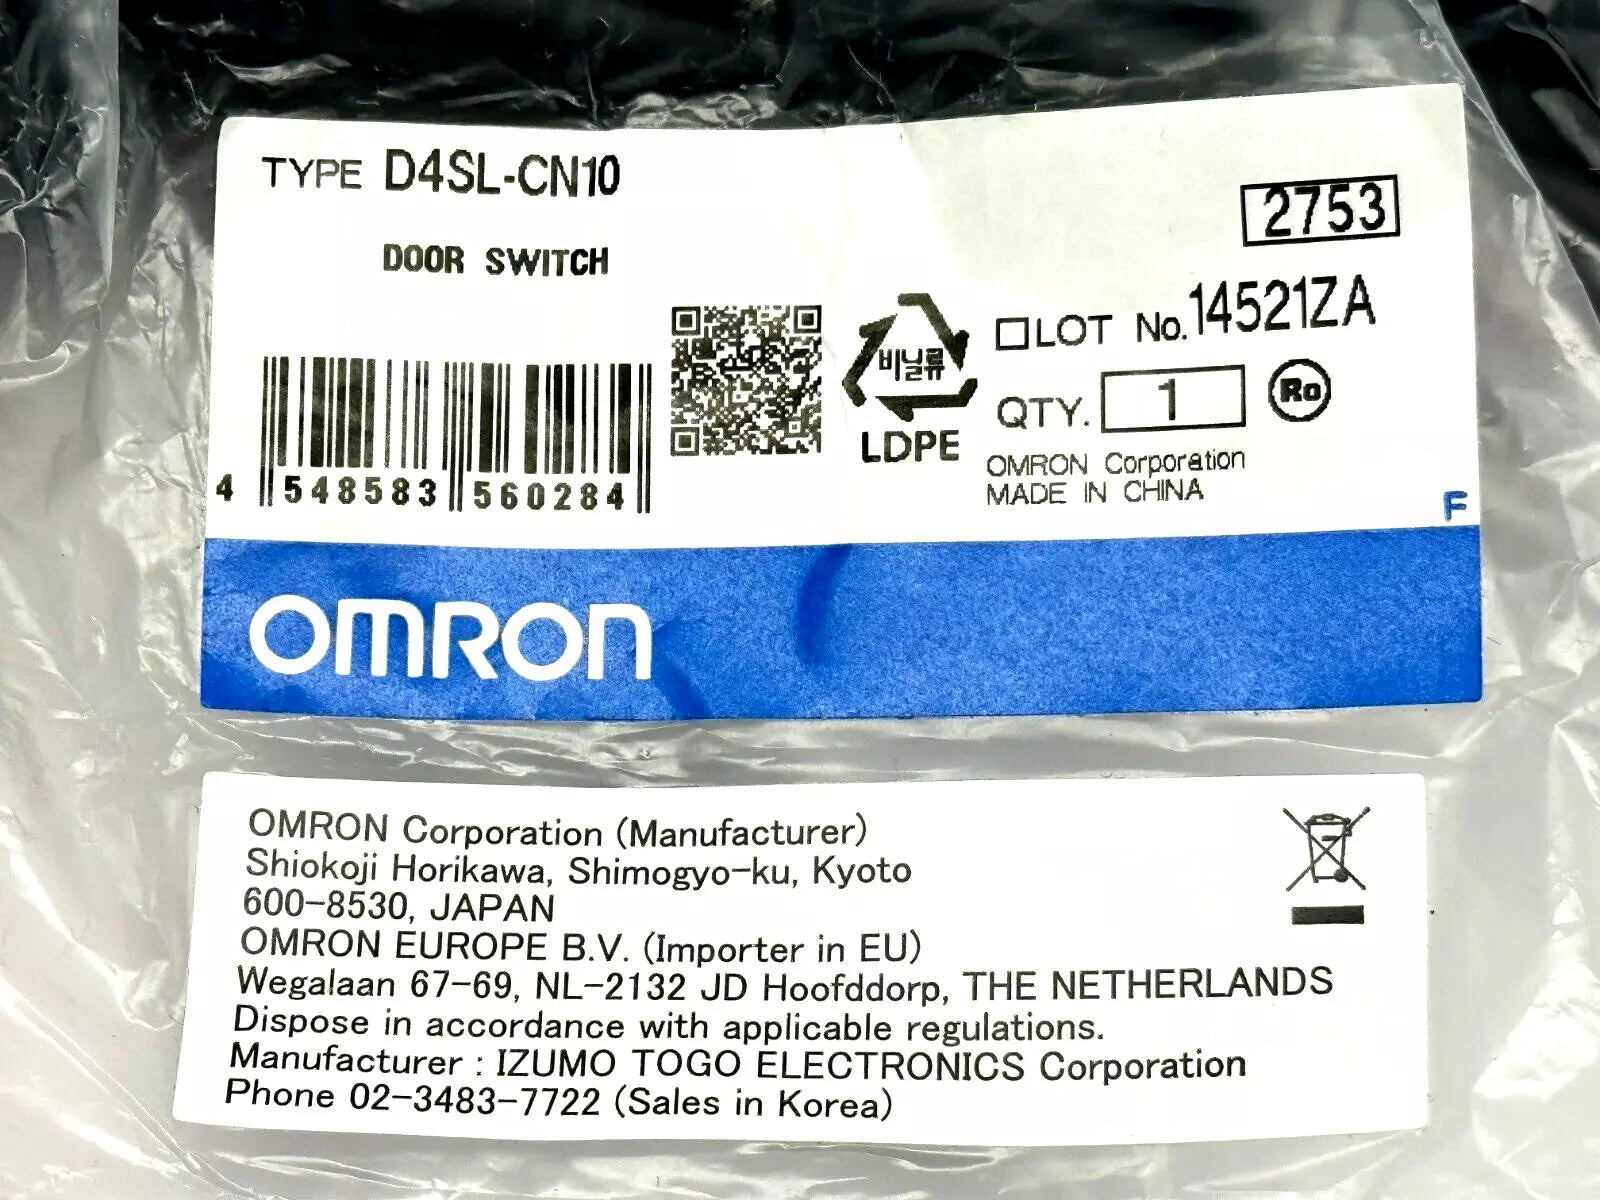 TYPE D4SL-CN10
DOOR SWITCH
2753
LOT No. 14521ZA
비닐류
LDPE
QTY. 1
Ro
OMRON Corporation
MADE IN CHINA
4 548583 560284
F
OMRON
OMRON Corporation (Manufacturer)
Shiokoji Horikawa, Shimogyo-ku, Kyoto
600-8530, JAPAN
OMRON EUROPE B.V. (Importer in EU)
Wegalaan 67-69, NL-2132 JD Hoofddorp, THE NETHERLANDS
Dispose in accordance with applicable regulations.
Manufacturer : IZUMO TOGO ELECTRONICS Corporation
Phone 02-3483-7722 (Sales in Korea)